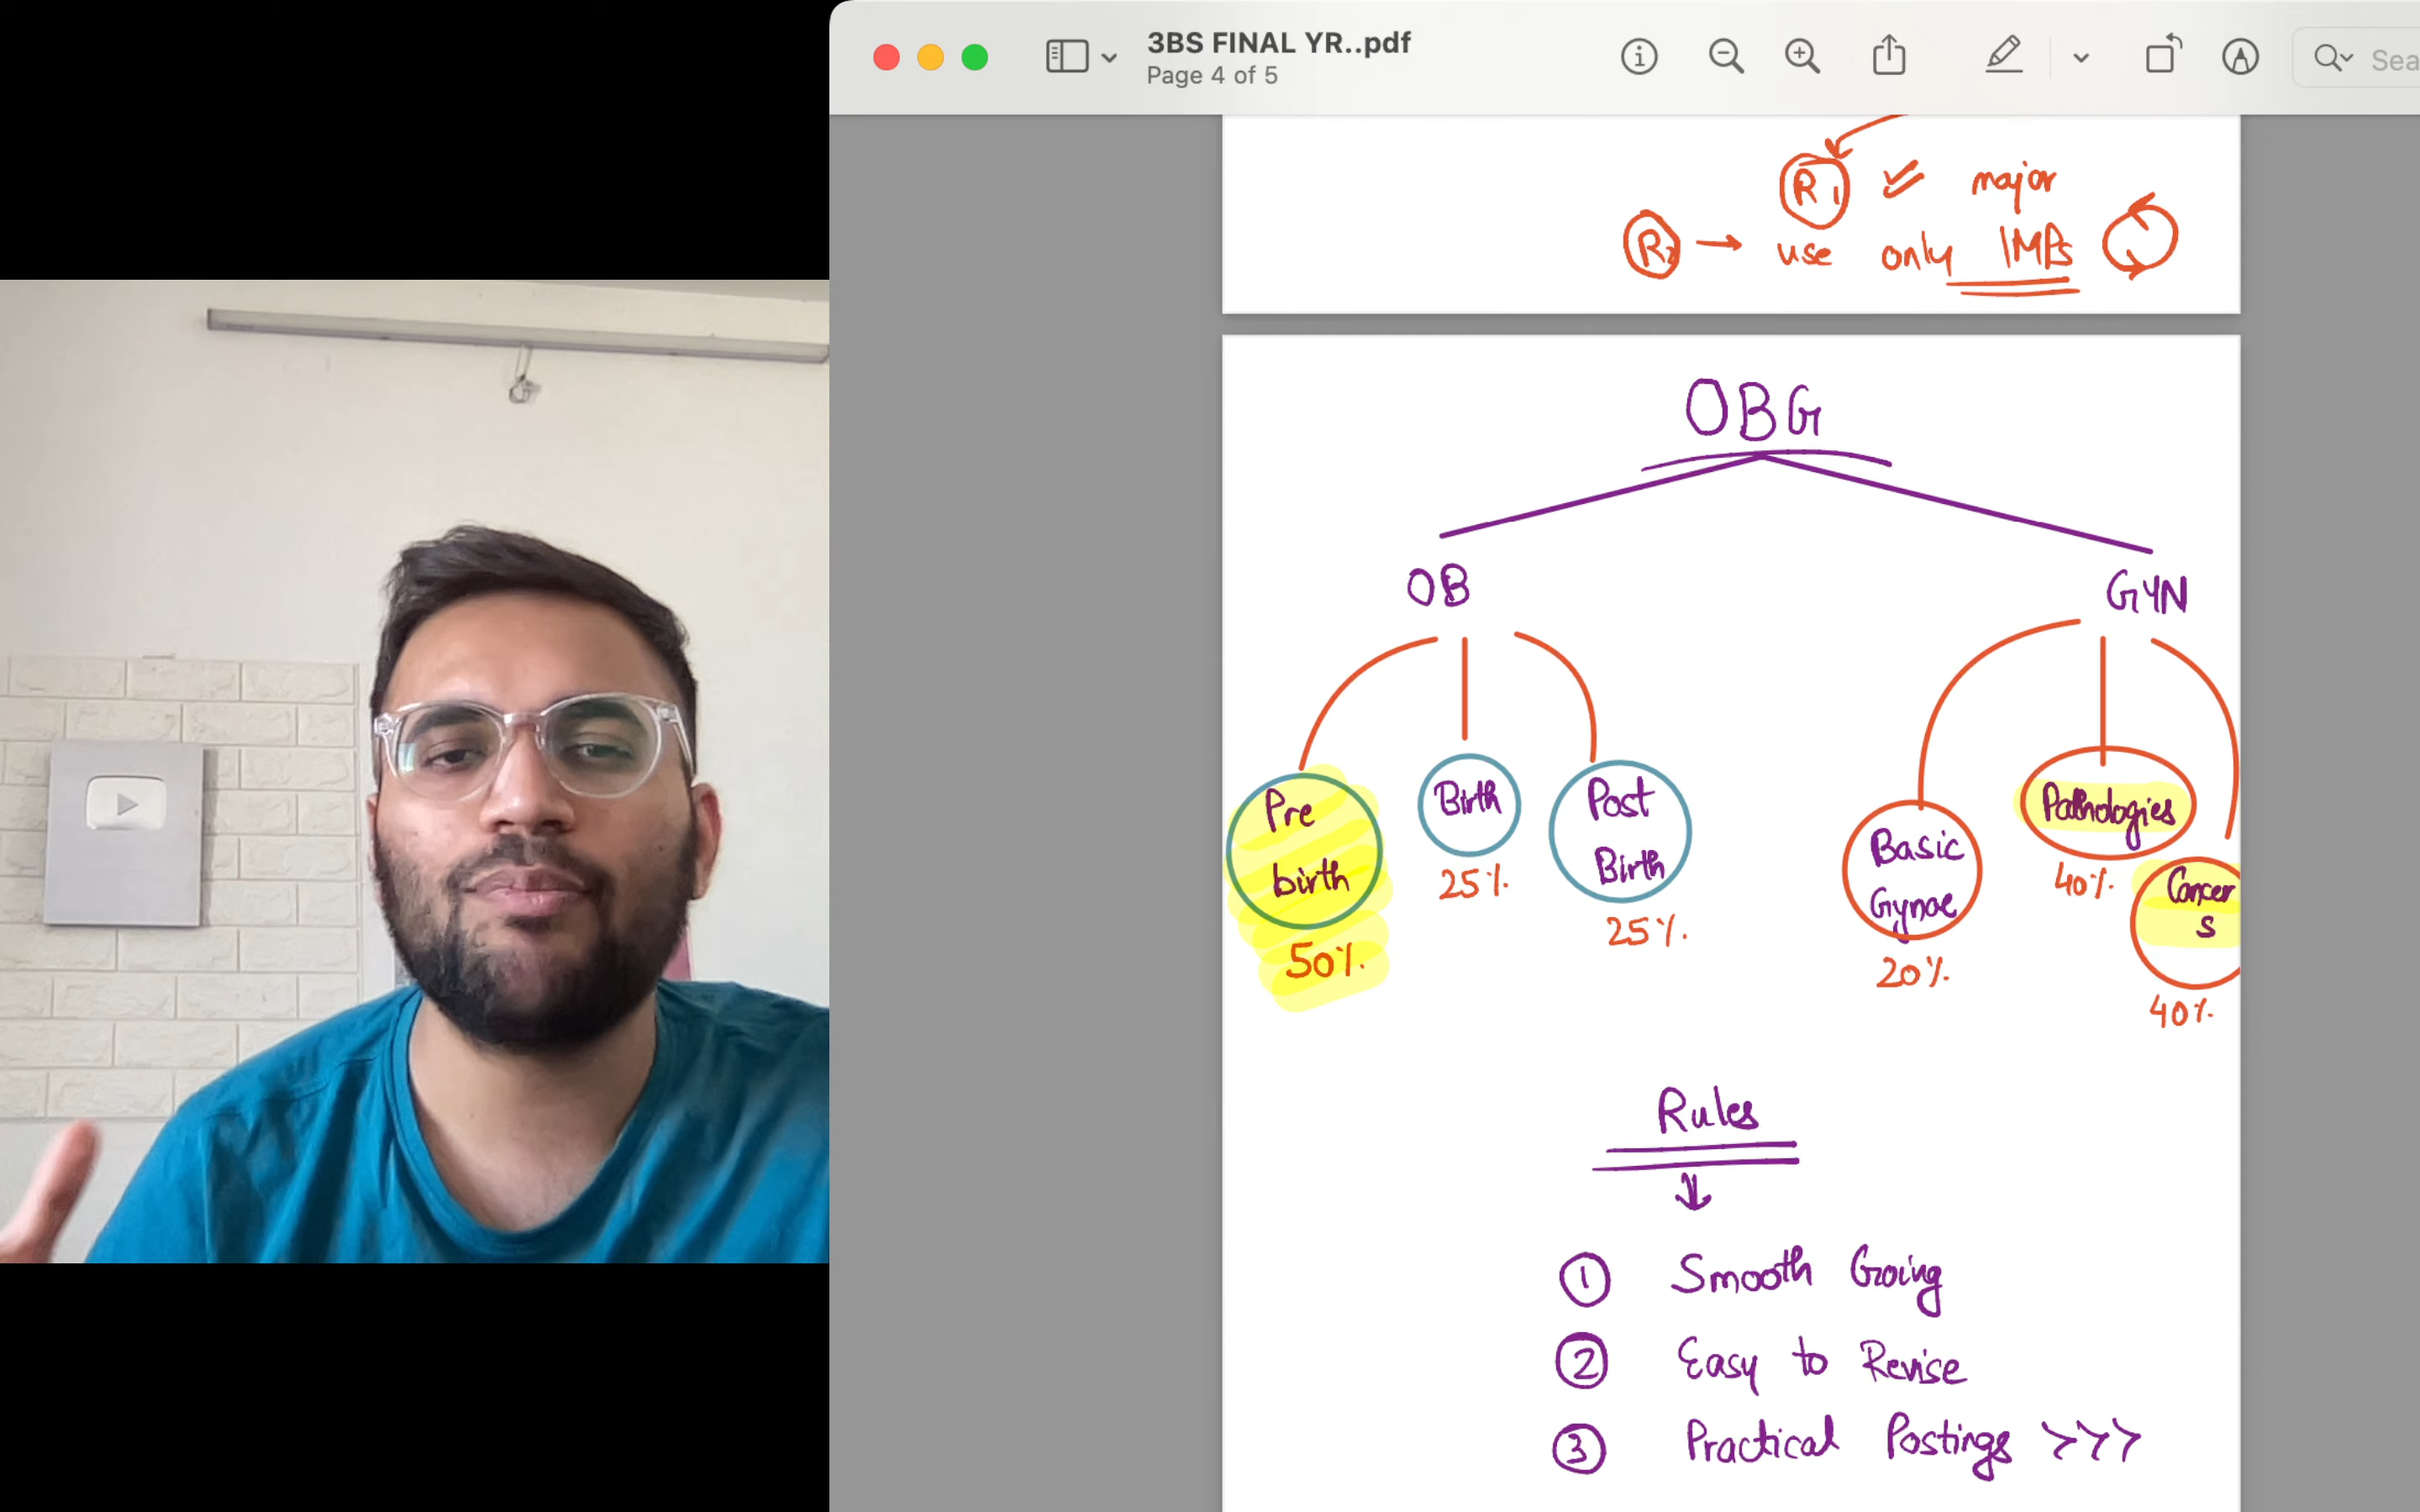 3BS FINAL YR..pdf
Page 4 of 5
Sea
R1 major
R2 → use only IMPs
OBG
OB
GYN
Pre
birth
50%
Birth
25%
Post
Birth
25%
Basic
Gynae
20%
Pathologies
40%
Cancer
s
40%
Rules
↓
1 Smooth Going
2 Easy to Revise
3 Practical Postings >>>